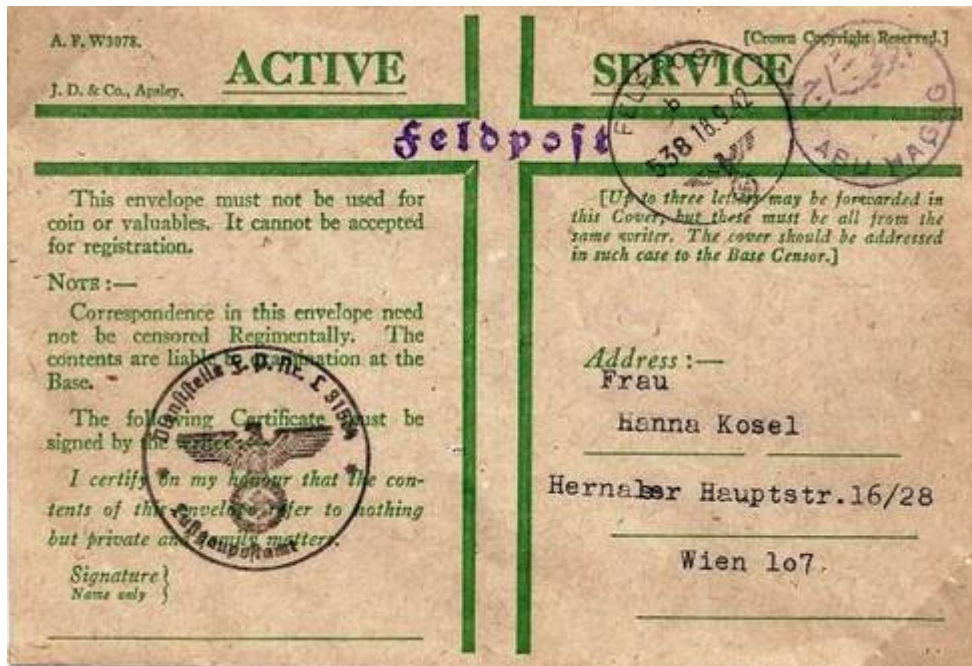 A. F. W3078.
J. D. & Co., Apsley.
ACTIVE
SERVICE
[Crown Copyright Reserved.]
FELDPOST
b
538 18.9.42
ABU HAGAG
Feldpost
This envelope must not be used for
coin or valuables. It cannot be accepted
for registration.
NOTE :—
Correspondence in this envelope need
not be censored Regimentally. The
contents are liable to examination at the
Base.
The following Certificate must be
signed by the
I certify on my honour that the con-
tents of this envelope refer to nothing
but private and family matters.
Signature }
Name only }
Dienststelle F. P. Nr. L
Luftgaupostamt
[Up to three letters may be forwarded in
this Cover, but these must be all from the
same writer. The cover should be addressed
in such case to the Base Censor.]
Address :—
Frau
Hanna Kosel
Hernalser Hauptstr.16/28
Wien 1o7.